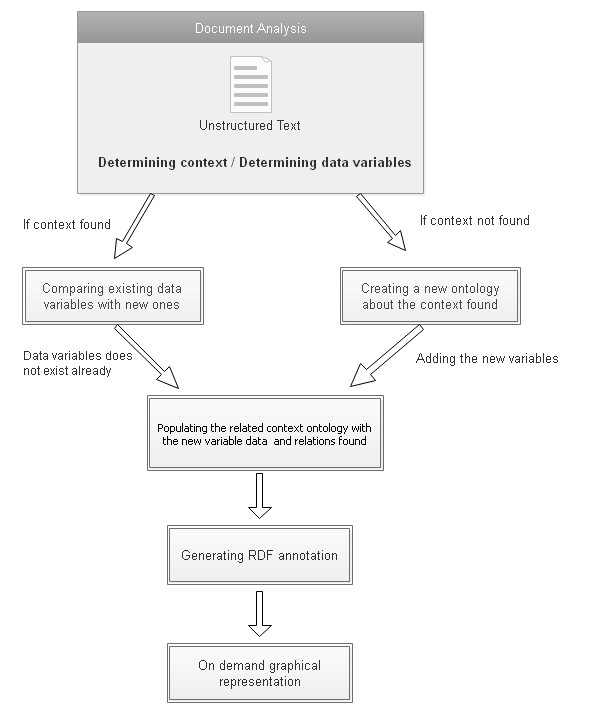 Document Analysis
Unstructured Text
Determining context / Determining data variables
If context found
If context not found
Comparing existing data
variables with new ones
Creating a new ontology
about the context found
Data variables does
not exist already
Adding the new variables
Populating the related context ontology with
the new variable data and relations found
Generating RDF annotation
On demand graphical
representation